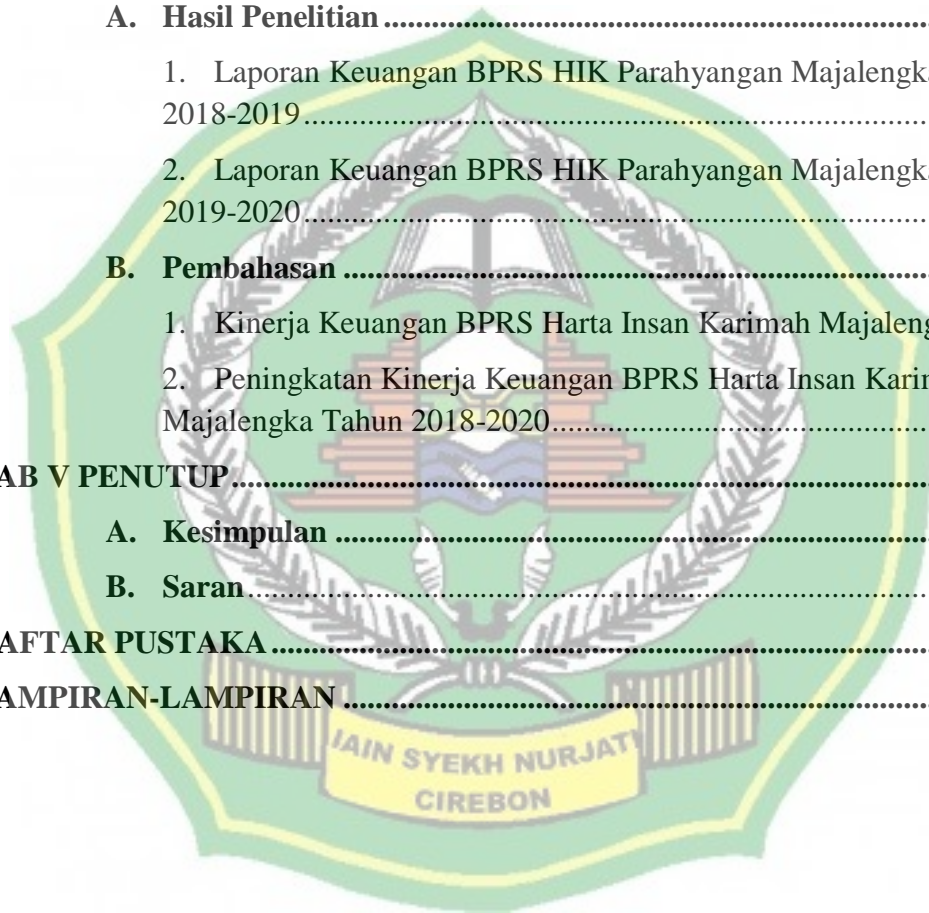 A. Hasil Penelitian ..........
1. Laporan Keuangan BPRS HIK Parahyangan Majalengka
2018-2019 ..........
2. Laporan Keuangan BPRS HIK Parahyangan Majalengka
2019-2020 ..........
B. Pembahasan ..........
1. Kinerja Keuangan BPRS Harta Insan Karimah Majaleng
2. Peningkatan Kinerja Keuangan BPRS Harta Insan Karim
Majalengka Tahun 2018-2020 ..........
AB V PENUTUP ..........
A. Kesimpulan ..........
B. Saran ..........
AFTAR PUSTAKA ..........
AMPIRAN-LAMPIRAN ..........
IAIN SYEKH NURJATI
CIREBON